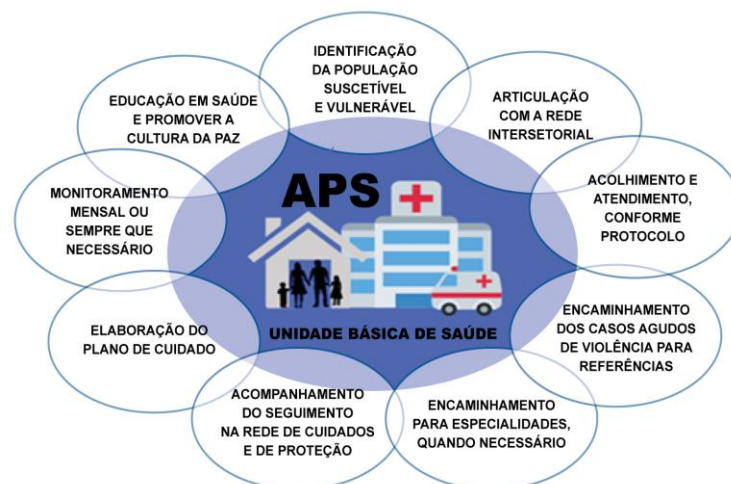 IDENTIFICAÇÃO
DA POPULAÇÃO
SUSCETÍVEL
E VULNERÁVEL
ARTICULAÇÃO
COM A REDE
INTERSETORIAL
ACOLHIMENTO E
ATENDIMENTO,
CONFORME
PROTOCOLO
ENCAMINHAMENTO
DOS CASOS AGUDOS
DE VIOLÊNCIA PARA
REFERÊNCIAS
ENCAMINHAMENTO
PARA ESPECIALIDADES,
QUANDO NECESSÁRIO
ACOMPANHAMENTO
DO SEGUIMENTO
NA REDE DE CUIDADOS
E DE PROTEÇÃO
ELABORAÇÃO DO
PLANO DE CUIDADO
MONITORAMENTO
MENSAL OU
SEMPRE QUE
NECESSÁRIO
EDUCAÇÃO EM SAÚDE
E PROMOVER A
CULTURA DA PAZ
APS
UNIDADE BÁSICA DE SAÚDE